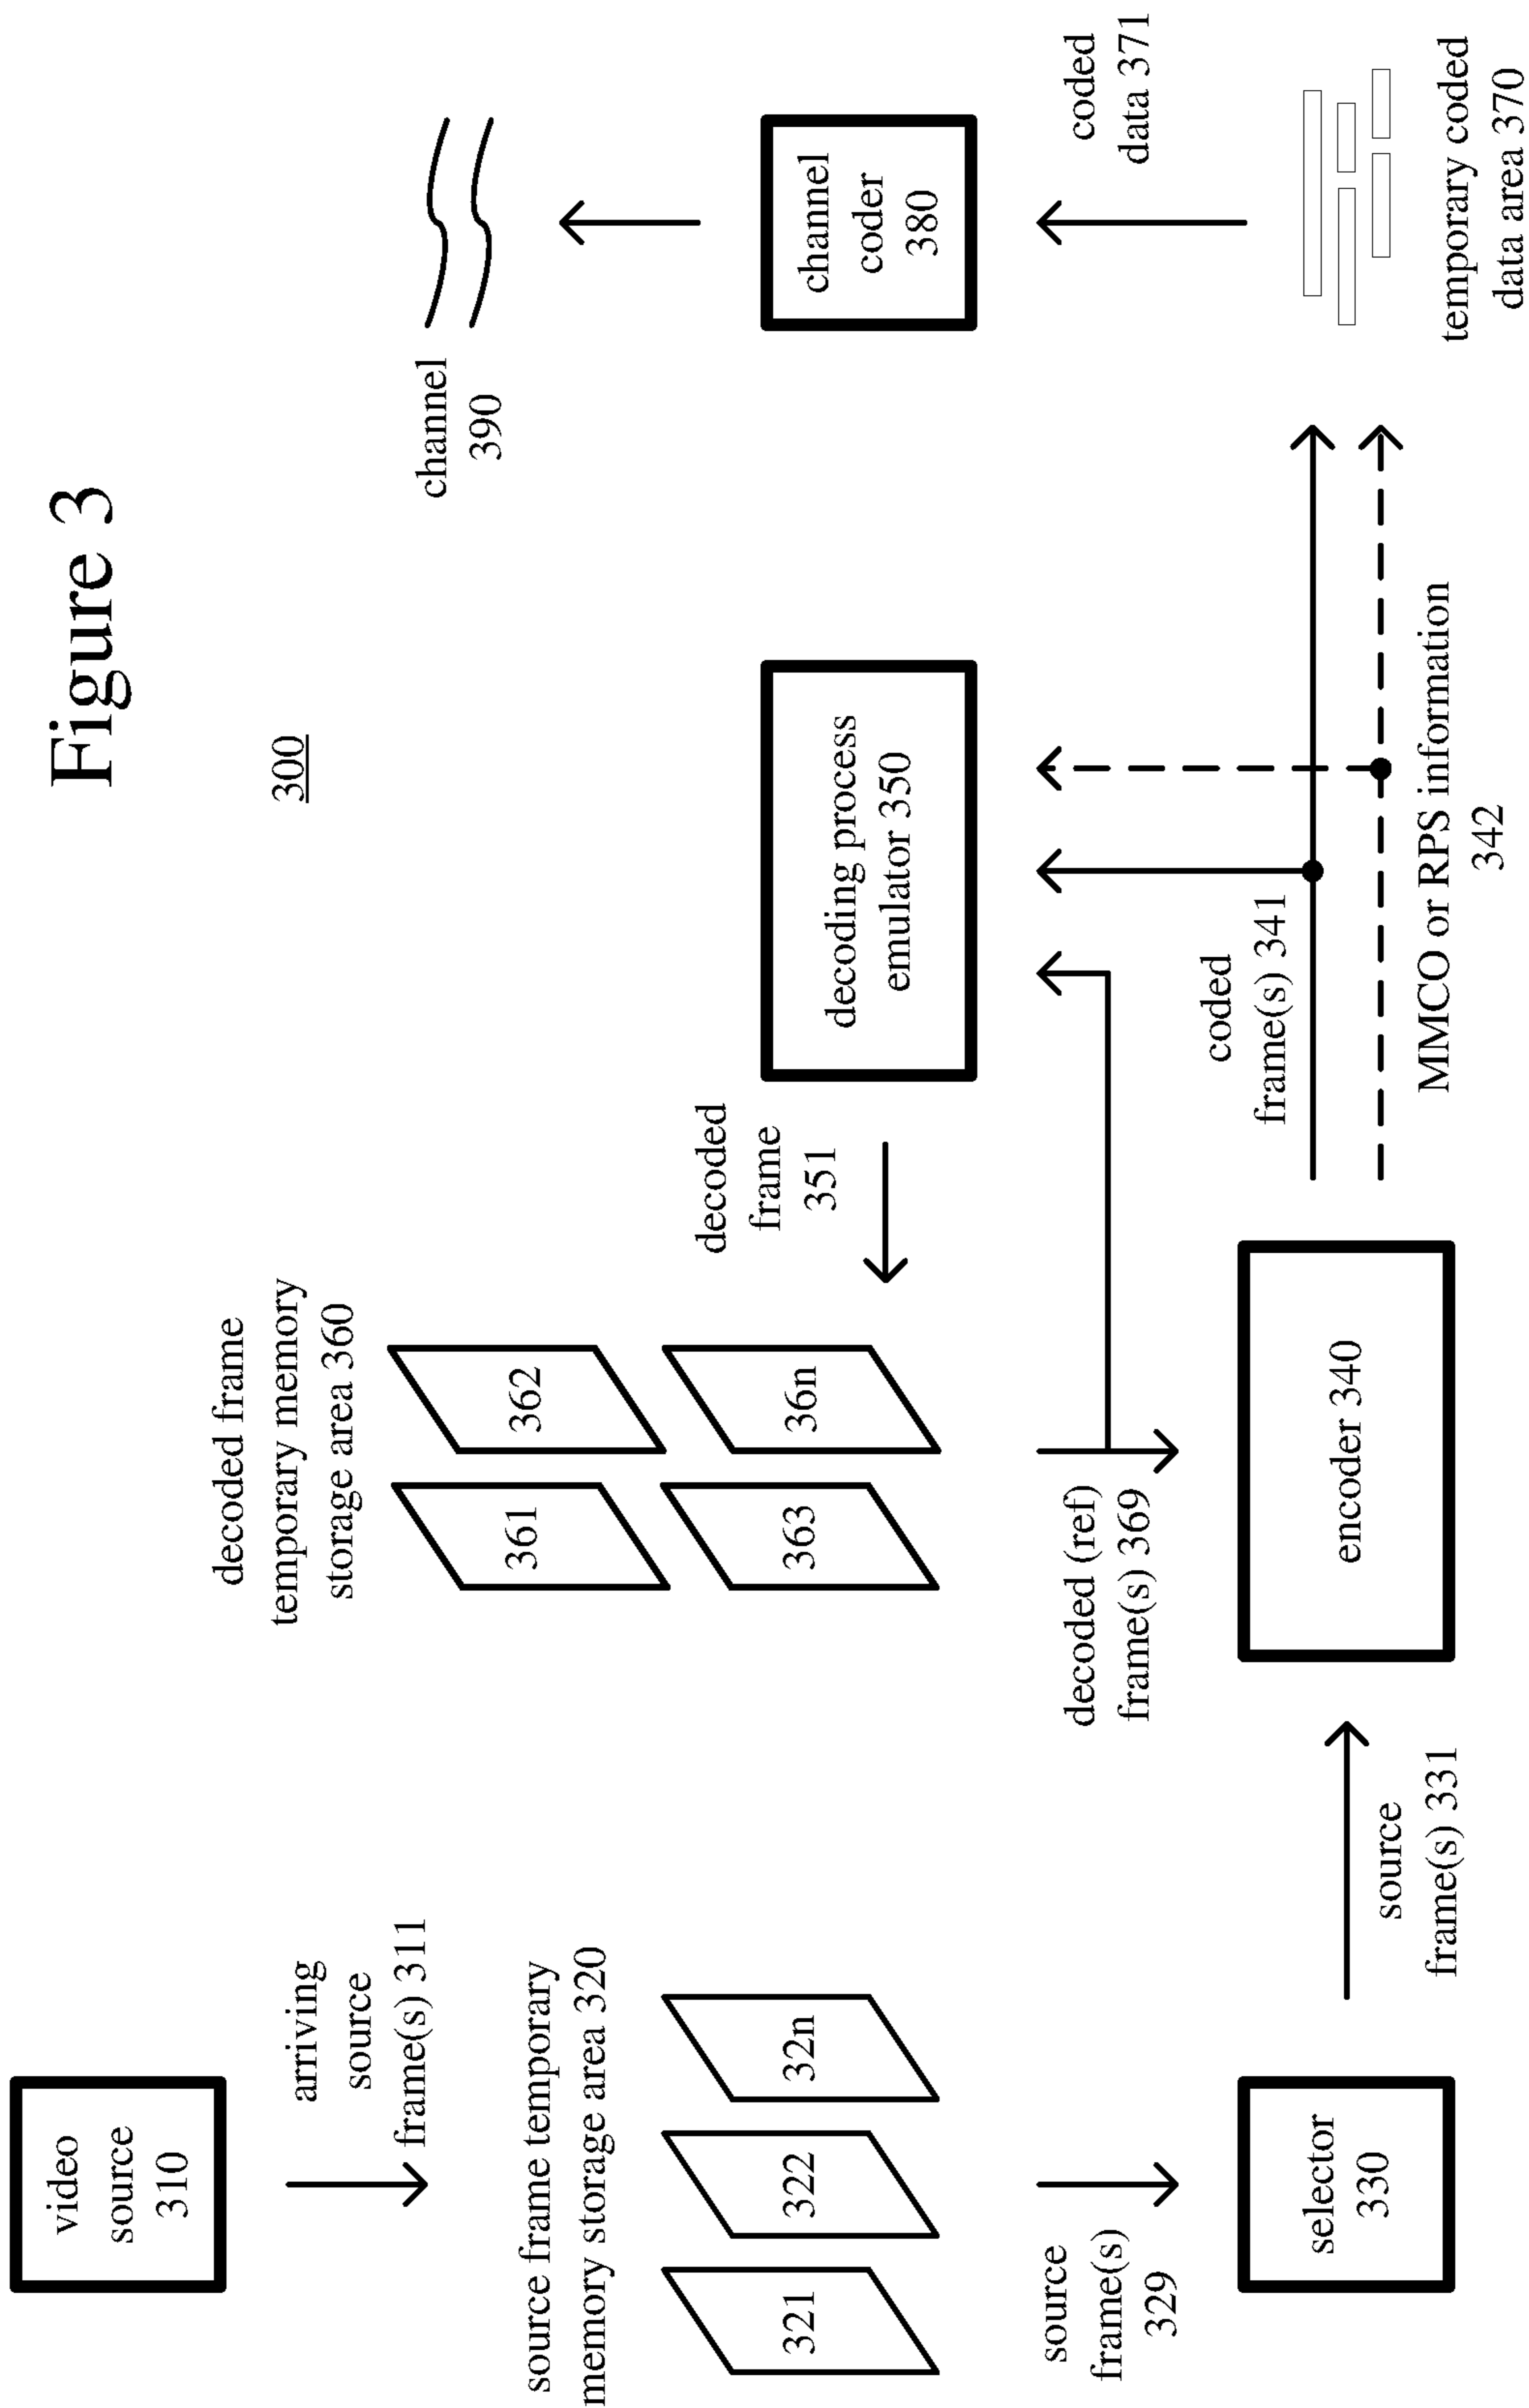 Figure 3
300
video
source
310
arriving
source
frame(s) 311
source frame temporary
memory storage area 320
321
322
32n
source
frame(s)
329
selector
330
source
frame(s) 331
decoded frame
temporary memory
storage area 360
361
362
363
36n
decoded (ref)
frame(s) 369
encoder 340
decoded
frame
351
decoding process
emulator 350
coded
frame(s) 341
MMCO or RPS information
342
channel
390
channel
coder
380
coded
data 371
temporary coded
data area 370